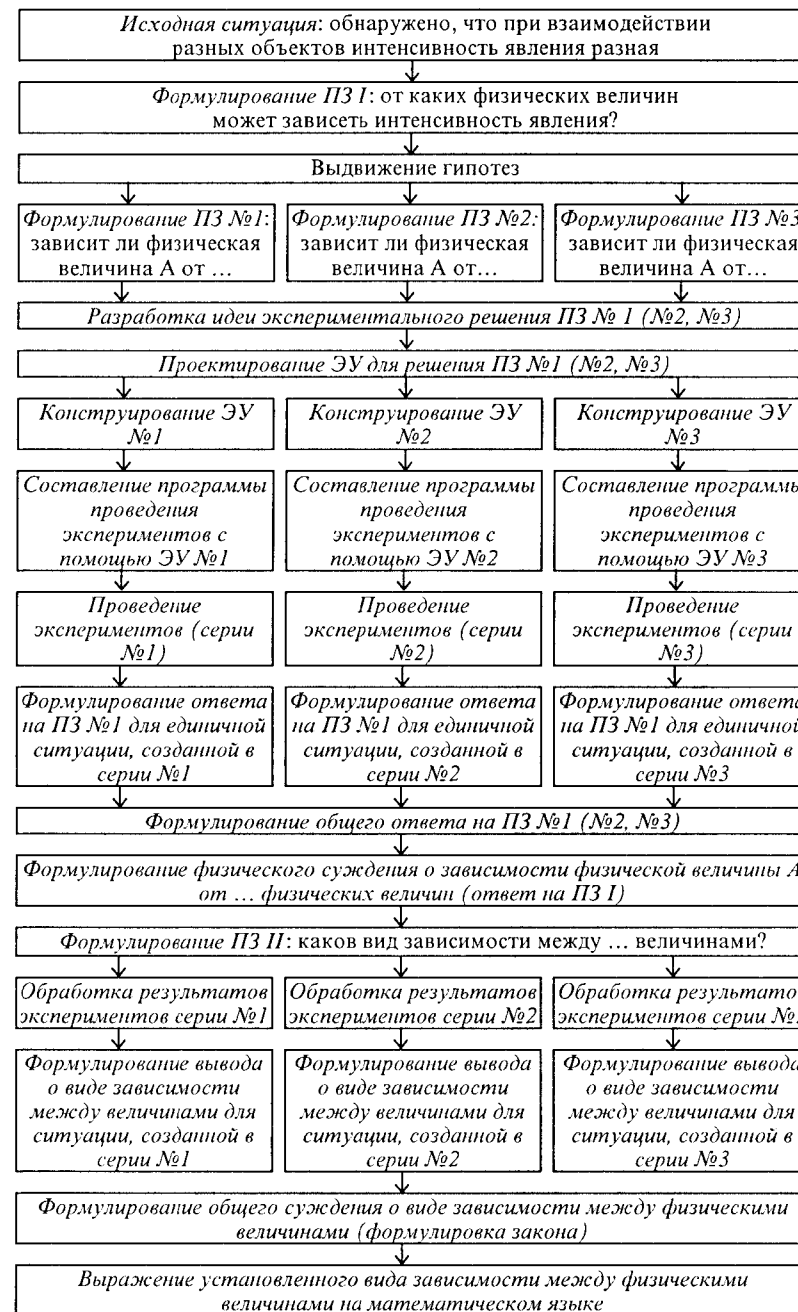 Исходная ситуация: обнаружено, что при взаимодействии
разных объектов интенсивность явления разная
Формулирование ПЗ I: от каких физических величин
может зависеть интенсивность явления?
Выдвижение гипотез
Формулирование ПЗ №1:
зависит ли физическая
величина А от ...
Формулирование ПЗ №2:
зависит ли физическая
величина А от...
Формулирование ПЗ №3
зависит ли физическая
величина А от...
Разработка идеи экспериментального решения ПЗ № 1 (№2, №3)
Проектирование ЭУ для решения ПЗ №1 (№2, №3)
Конструирование ЭУ
№1
Конструирование ЭУ
№2
Конструирование ЭУ
№3
Составление программы
проведения
экспериментов с
помощью ЭУ №1
Составление программы
проведения
экспериментов с
помощью ЭУ №2
Составление программы
проведения
экспериментов с
помощью ЭУ №3
Проведение
экспериментов (серии
№1)
Проведение
экспериментов (серии
№2)
Проведение
экспериментов (серии
№3)
Формулирование ответа
на ПЗ №1 для единичной
ситуации, созданной в
серии №1
Формулирование ответа
на ПЗ №1 для единичной
ситуации, созданной в
серии №2
Формулирование ответа
на ПЗ №1 для единичной
ситуации, созданной в
серии №3
Формулирование общего ответа на ПЗ №1 (№2, №3)
Формулирование физического суждения о зависимости физической величины А
от ... физических величин (ответ на ПЗ I)
Формулирование ПЗ II: каков вид зависимости между ... величинами?
Обработка результатов
экспериментов серии №1
Обработка результатов
экспериментов серии №2
Обработка результатов
экспериментов серии №
Формулирование вывода
о виде зависимости
между величинами для
ситуации, созданной в
серии №1
Формулирование вывода
о виде зависимости
между величинами для
ситуации, созданной в
серии №2
Формулирование вывода
о виде зависимости
между величинами для
ситуации, созданной в
серии №3
Формулирование общего суждения о виде зависимости между физическими
величинами (формулировка закона)
Выражение установленного вида зависимости между физическими
величинами на математическом языке